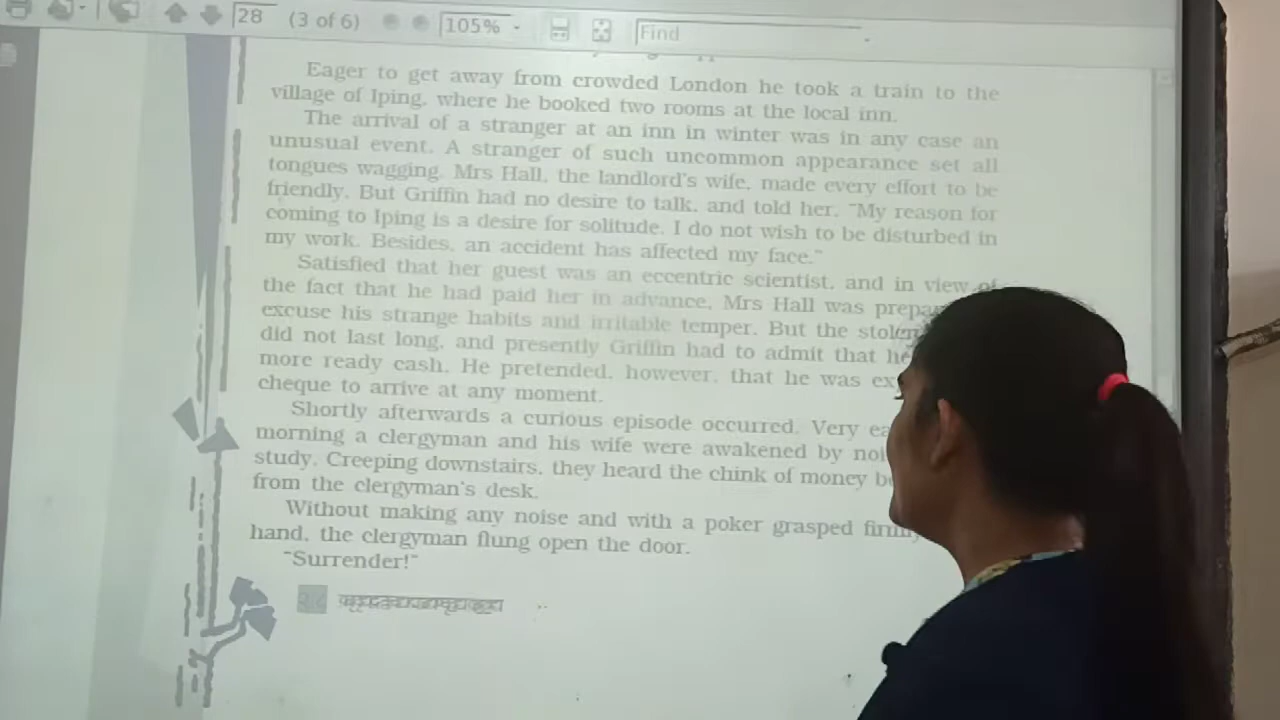 28 (3 of 6) 105% Find
Eager to get away from crowded London he took a train to the
village of Iping, where he booked two rooms at the local inn.
The arrival of a stranger at an inn in winter was in any case an
unusual event. A stranger of such uncommon appearance set all
tongues wagging. Mrs Hall, the landlord's wife, made every effort to be
friendly. But Griffin had no desire to talk, and told her, "My reason for
coming to Iping is a desire for solitude. I do not wish to be disturbed in
my work. Besides, an accident has affected my face."
Satisfied that her guest was an eccentric scientist, and in view of
the fact that he had paid her in advance, Mrs Hall was
excuse his strange habits and irritable temper. But the stolen
did not last long, and presently Griffin had to admit that
more ready cash. He pretended, however, that he was
cheque to arrive at any moment.
Shortly afterwards a curious episode occurred. Very
morning a clergyman and his wife were awakened by
study. Creeping downstairs, they heard the chink of money
from the clergyman's desk.
Without making any noise and with a poker grasped
hand, the clergyman flung open the door.
"Surrender!"